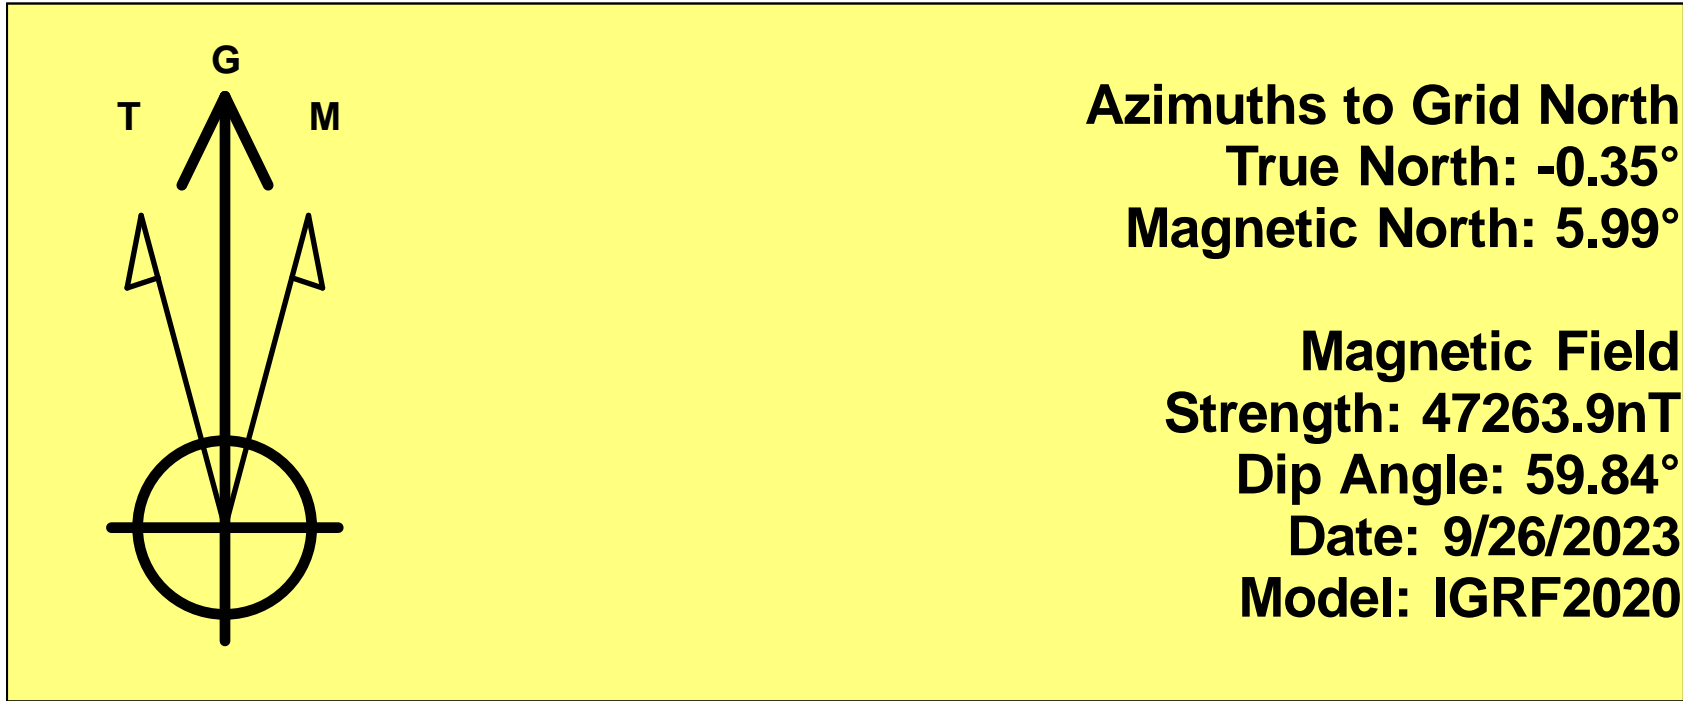 G
T M
Azimuths to Grid North
True North: -0.35°
Magnetic North: 5.99°
Magnetic Field
Strength: 47263.9nT
Dip Angle: 59.84°
Date: 9/26/2023
Model: IGRF2020